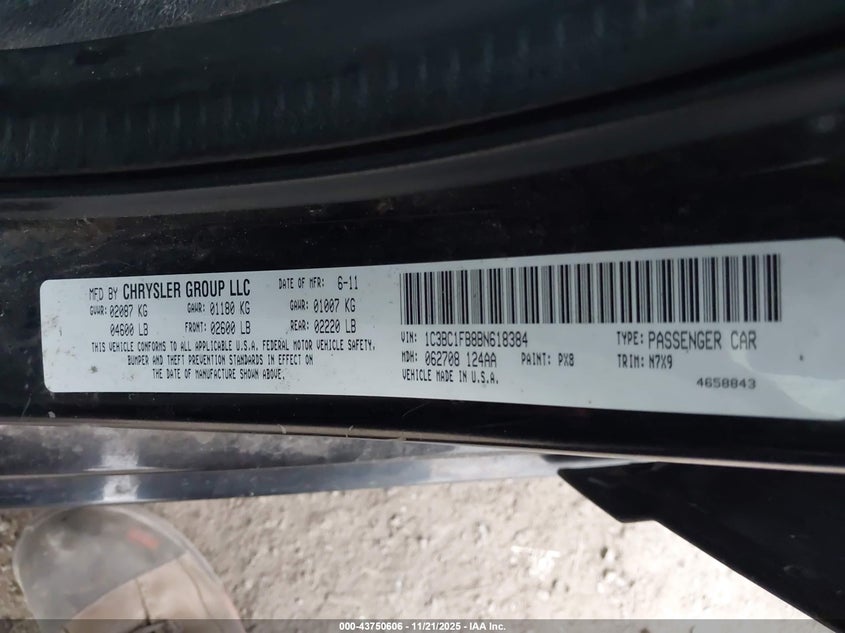 MFD BY CHRYSLER GROUP LLC DATE OF MFR: 6-11
GVWR: 02087 KG GAWR: 01180 KG GAWR: 01007 KG
04600 LB FRONT: 02600 LB REAR: 02220 LB
THIS VEHICLE CONFORMS TO ALL APPLICABLE U.S.A. FEDERAL MOTOR VEHICLE SAFETY,
BUMPER AND THEFT PREVENTION STANDARDS IN EFFECT ON
THE DATE OF MANUFACTURE SHOWN ABOVE.
VIN: 1C3BC1FB8BN618384 TYPE: PASSENGER CAR
MDH: 062708 124AA PAINT: PX8 TRIM: N7X9
VEHICLE MADE IN U.S.A. 4658843
000-43750606 - 11/21/2025 - IAA Inc.